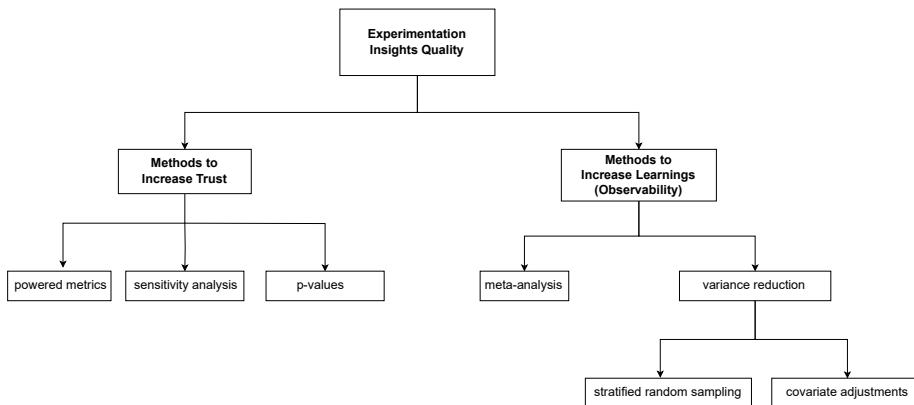 Experimentation
Insights Quality
Methods to
Increase Trust
Methods to
Increase Learnings
(Observability)
powered metrics
sensitivity analysis
p-values
meta-analysis
variance reduction
stratified random sampling
covariate adjustments